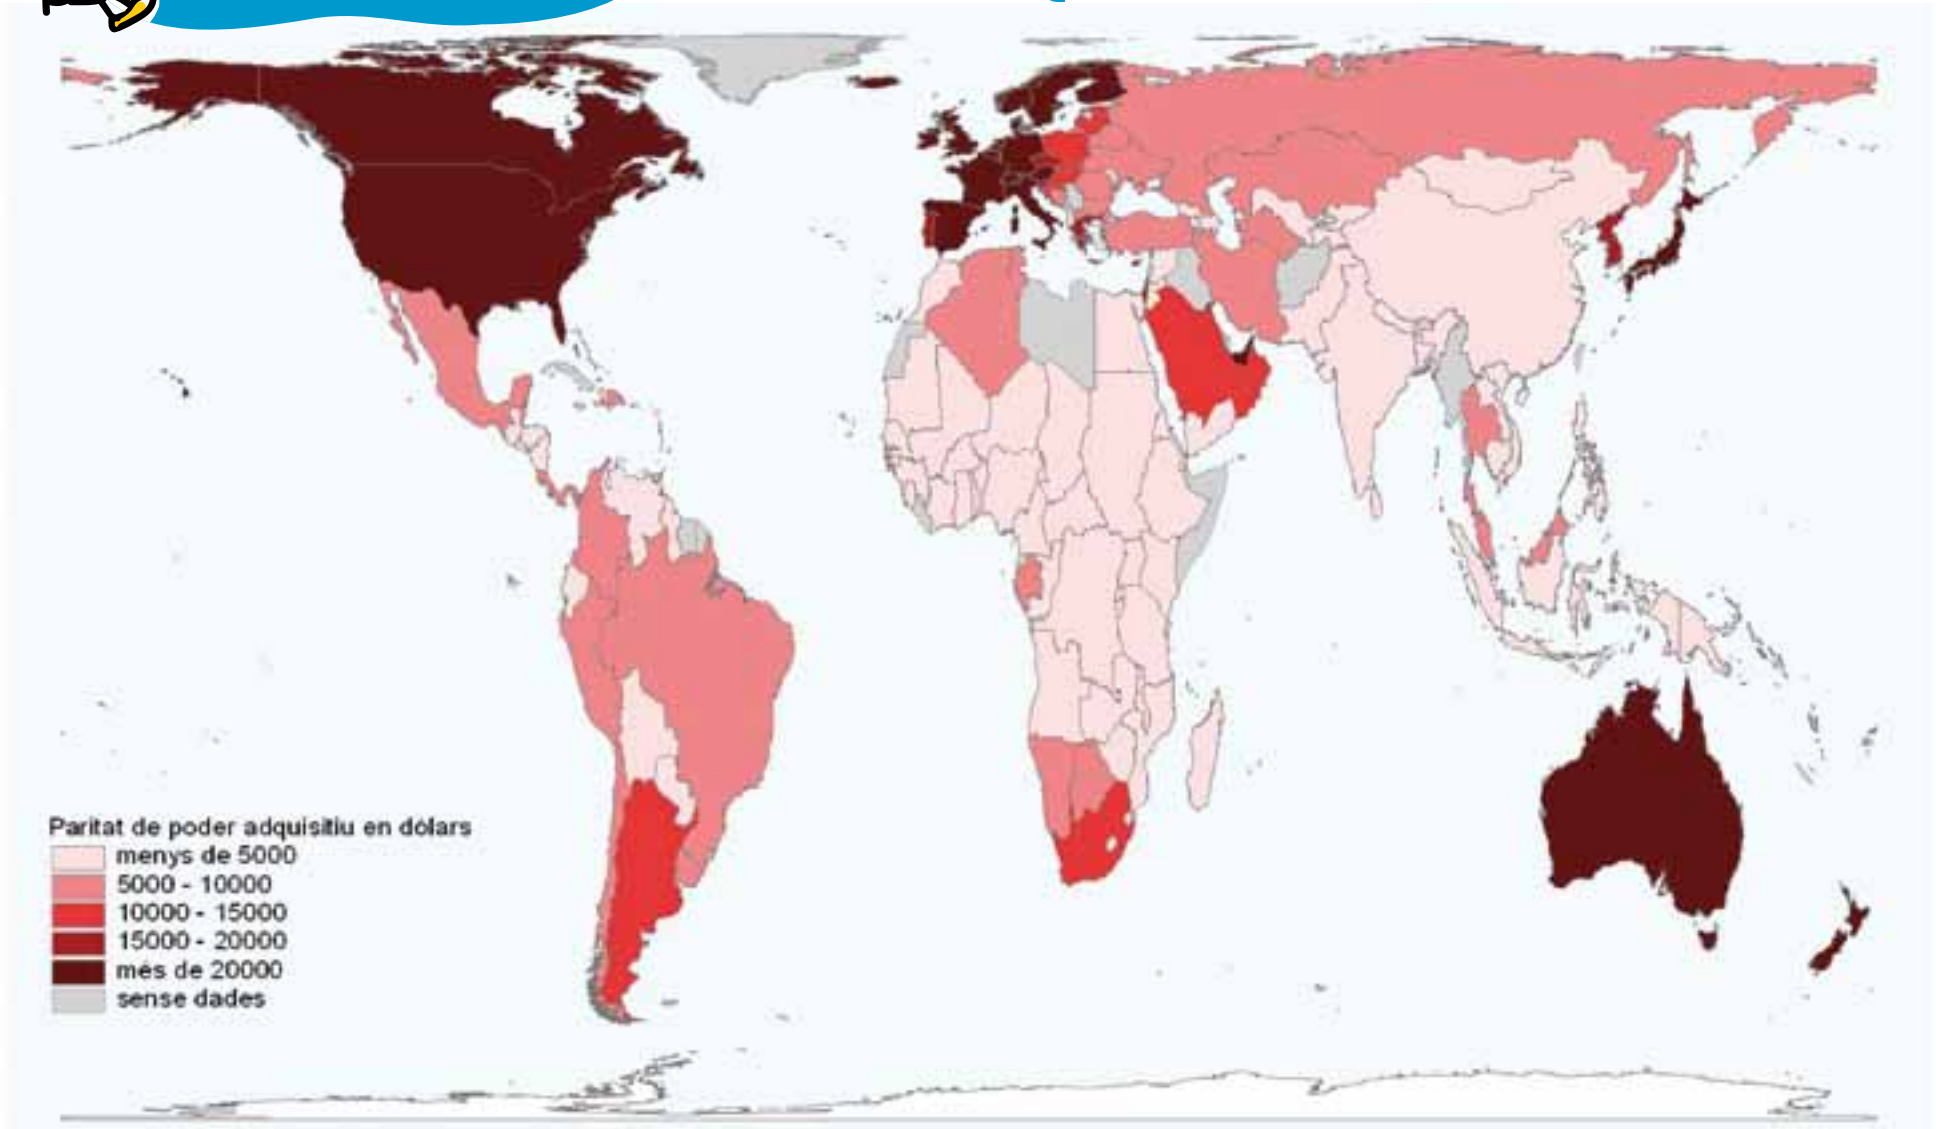 Paritat de poder adquisitiu en dòlars
menys de 5000
5000 - 10000
10000 - 15000
15000 - 20000
més de 20000
sense dades